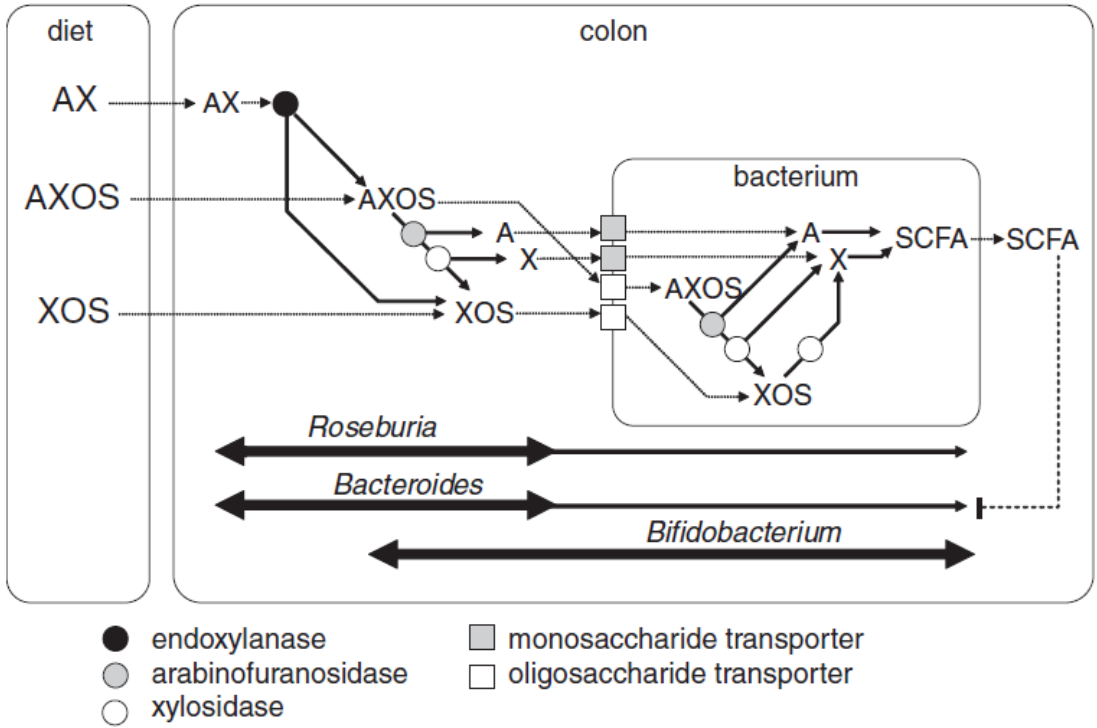 diet
colon
AX
AX
AXOS
AXOS
bacterium
A
A
SCFA
SCFA
X
X
AXOS
XOS
XOS
XOS
Roseburia
Bacteroides
Bifidobacterium
endoxylanase
monosaccharide transporter
arabinofuranosidase
oligosaccharide transporter
xylosidase